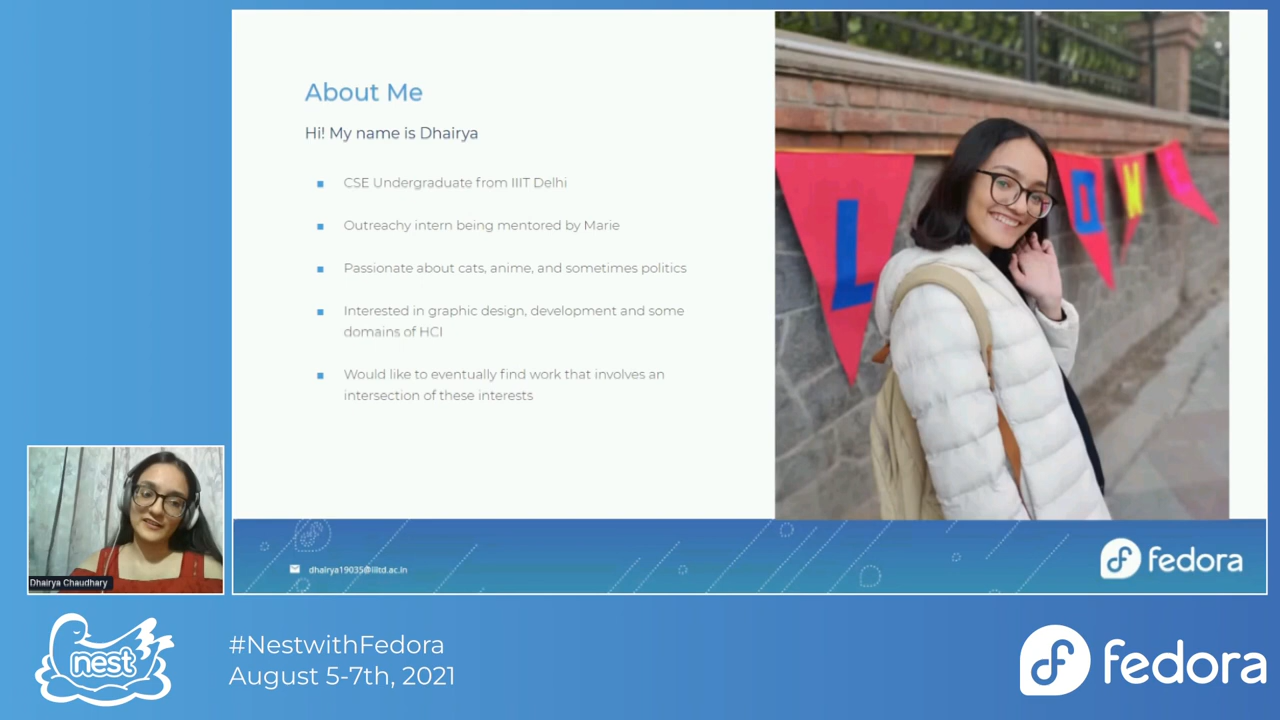 About Me
Hi! My name is Dhairya
CSE Undergraduate from IIIT Delhi
Outreachy intern being mentored by Marie
Passionate about cats, anime, and sometimes politics
Interested in graphic design, development and some
domains of HCI
Would like to eventually find work that involves an
intersection of these interests
L
O M E
dhairya19035@iiitd.ac.in
fedora
Dhairya Chaudhary
nest
#NestwithFedora
August 5-7th, 2021
fedora